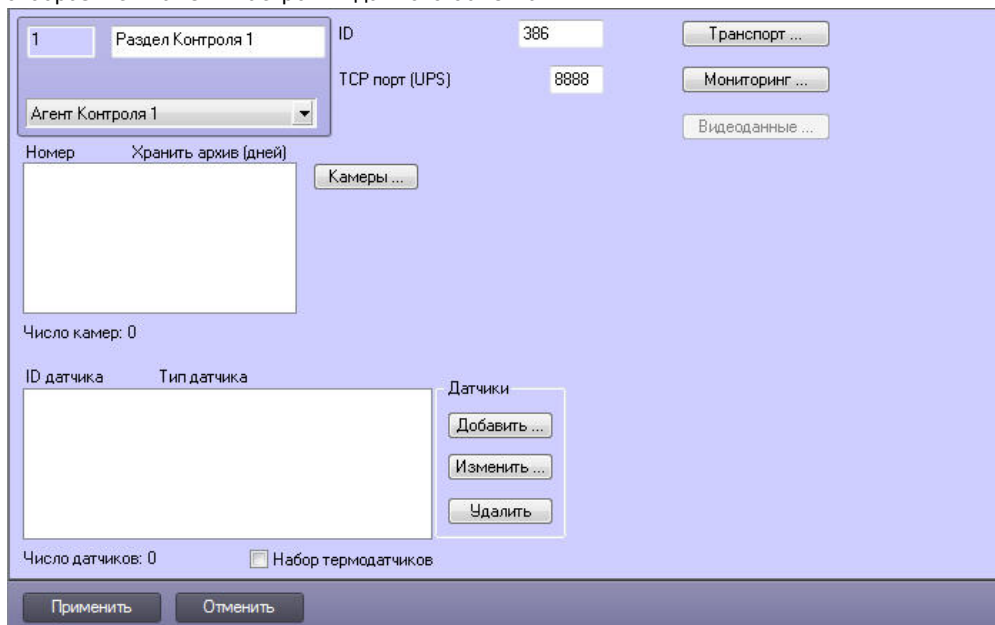 1 Раздел Контроля 1 ID 386 Транспорт ...
TCP порт (UPS) 8888 Мониторинг ...
Агент Контроля 1
Видеоданные ...
Номер Хранить архив (дней)
Камеры ...
Число камер: 0
ID датчика Тип датчика
Датчики
Добавить ...
Изменить ...
Удалить
Число датчиков: 0 Набор термодатчиков
Применить Отменить